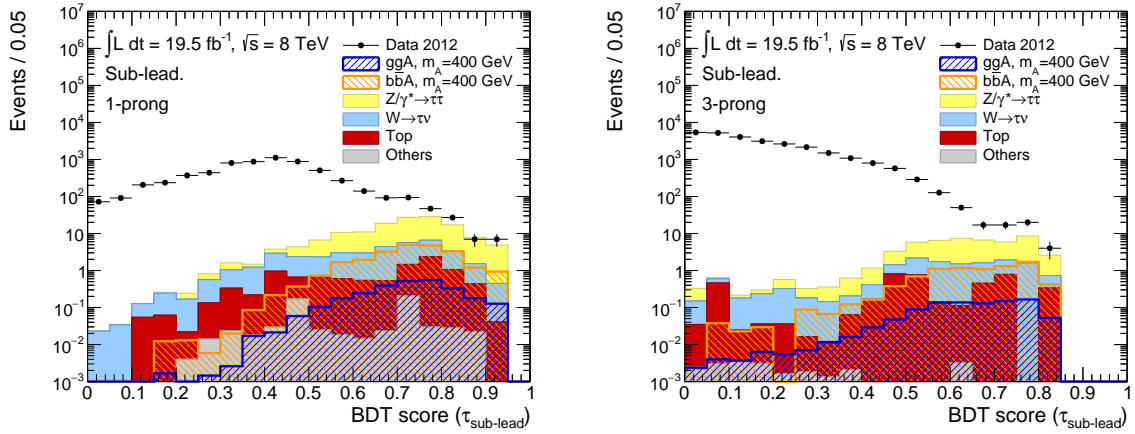 Events / 0.05
10⁷
10⁶
10⁵
10⁴
10³
10²
10
1
10⁻¹
10⁻²
10⁻³
∫L dt = 19.5 fb⁻¹, √s = 8 TeV
Sub-lead.
1-prong
Data 2012
ggA, m_A=400 GeV
bb̄A, m_A=400 GeV
Z/γ*→ττ
W→τν
Top
Others
0 0.1 0.2 0.3 0.4 0.5 0.6 0.7 0.8 0.9 1
BDT score (τ_sub-lead)
Events / 0.05
10⁷
10⁶
10⁵
10⁴
10³
10²
10
1
10⁻¹
10⁻²
10⁻³
∫L dt = 19.5 fb⁻¹, √s = 8 TeV
Sub-lead.
3-prong
Data 2012
ggA, m_A=400 GeV
bb̄A, m_A=400 GeV
Z/γ*→ττ
W→τν
Top
Others
0 0.1 0.2 0.3 0.4 0.5 0.6 0.7 0.8 0.9 1
BDT score (τ_sub-lead)